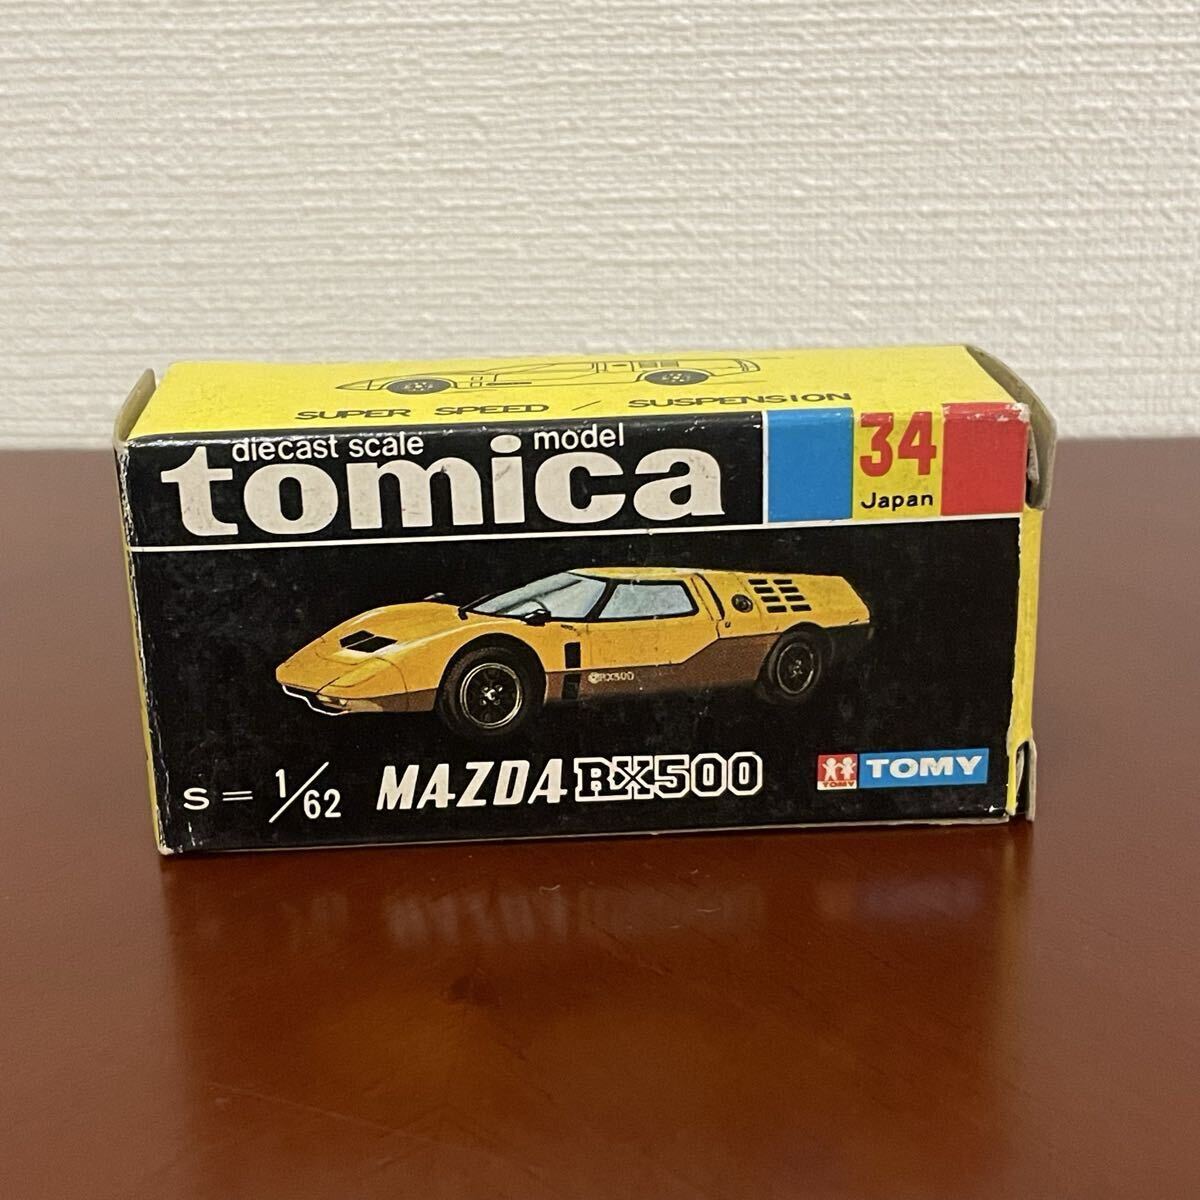 SUPER SPEED / SUSPENSION
diecast scale model
tomica
34
Japan
RX500
S = 1/62 MAZDA RX500
TOMY TOMY